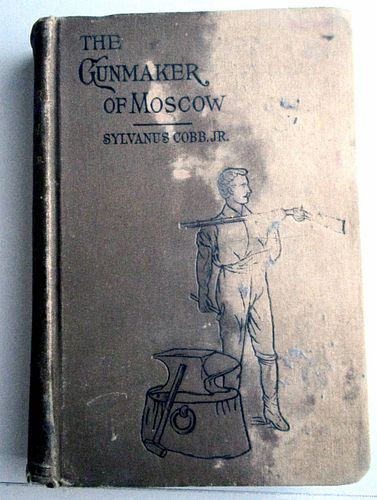 THE
GUNMAKER
OF MOSCOW
SYLVANUS COBB, JR.